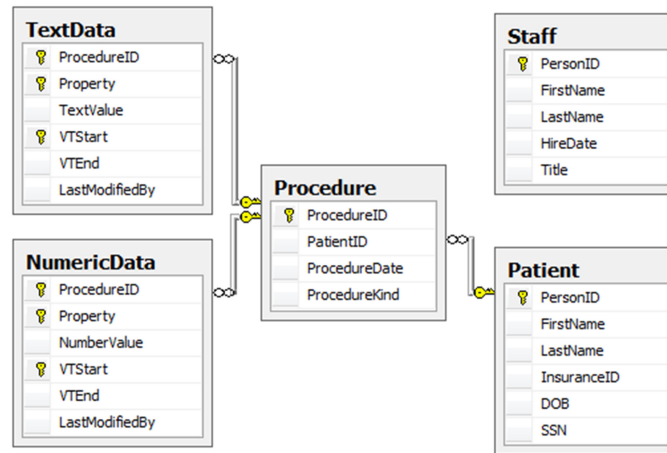 TextData
ProcedureID
Property
TextValue
VTStart
VTEnd
LastModifiedBy
NumericData
ProcedureID
Property
NumberValue
VTStart
VTEnd
LastModifiedBy
Procedure
ProcedureID
PatientID
ProcedureDate
ProcedureKind
Staff
PersonID
FirstName
LastName
HireDate
Title
Patient
PersonID
FirstName
LastName
InsuranceID
DOB
SSN